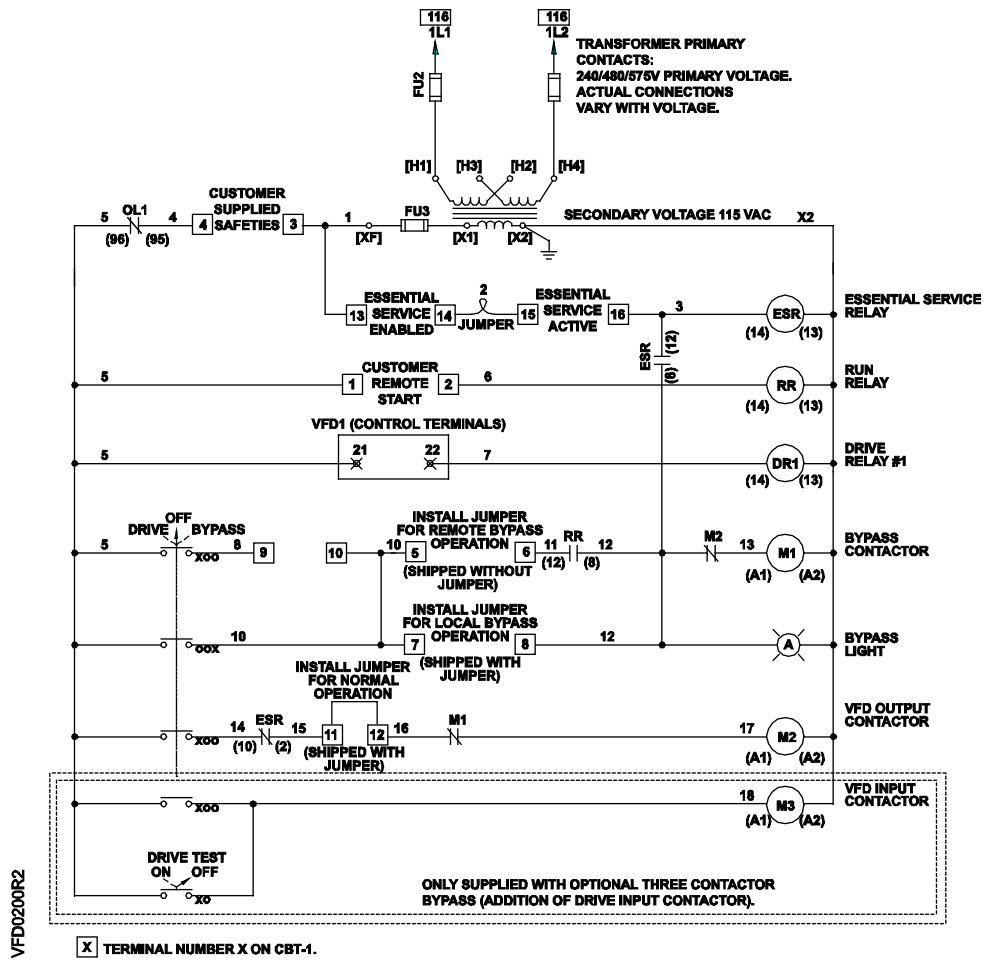 116
116
1L1
1L2
TRANSFORMER PRIMARY
CONTACTS:
240/480/575V PRIMARY VOLTAGE.
ACTUAL CONNECTIONS
VARY WITH VOLTAGE.
FU2
[H1]
[H3]
[H2]
[H4]
5
OL1
4
(96)
(95)
4
CUSTOMER
SUPPLIED
SAFETIES
3
1
[XF]
FU3
[X1]
[X2]
SECONDARY VOLTAGE 115 VAC
X2
13
ESSENTIAL
SERVICE
ENABLED
14
2
JUMPER
15
ESSENTIAL
SERVICE
ACTIVE
16
3
ESR
(14)
(13)
ESSENTIAL SERVICE
RELAY
ESR
(12)
(8)
5
1
CUSTOMER
REMOTE
START
2
6
RR
(14)
(13)
RUN
RELAY
VFD1 (CONTROL TERMINALS)
5
21
22
7
DR1
(14)
(13)
DRIVE
RELAY #1
OFF
DRIVE
BYPASS
5
XOO
8
9
10
10
5
INSTALL JUMPER
FOR REMOTE BYPASS
OPERATION
6
(SHIPPED WITHOUT
JUMPER)
11
RR
12
(12)
(8)
M2
13
M1
(A1)
(A2)
BYPASS
CONTACTOR
OOX
10
7
INSTALL JUMPER
FOR LOCAL BYPASS
OPERATION
8
(SHIPPED WITH
JUMPER)
12
A
BYPASS
LIGHT
INSTALL JUMPER
FOR NORMAL
OPERATION
XOO
14
ESR
15
(10)
(2)
11
12
(SHIPPED WITH
JUMPER)
16
M1
17
M2
(A1)
(A2)
VFD OUTPUT
CONTACTOR
XOO
18
M3
(A1)
(A2)
VFD INPUT
CONTACTOR
DRIVE TEST
ON
OFF
XO
ONLY SUPPLIED WITH OPTIONAL THREE CONTACTOR
BYPASS (ADDITION OF DRIVE INPUT CONTACTOR).
VFD0200R2
X TERMINAL NUMBER X ON CBT-1.